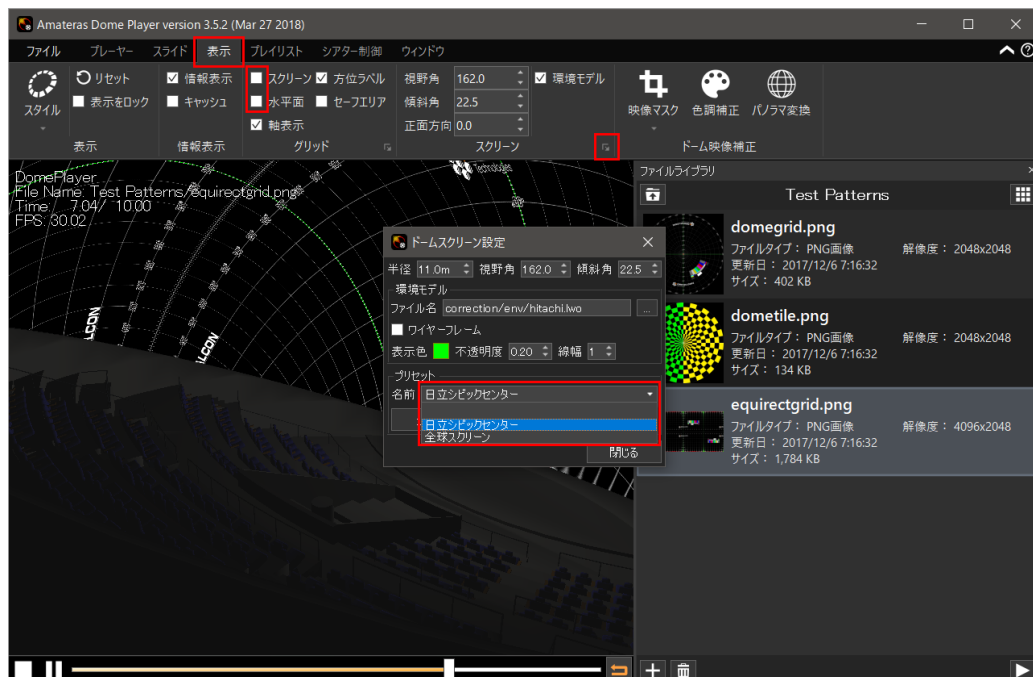 Amateras Dome Player version 3.5.2 (Mar 27 2018)
ファイル プレーヤー スライド 表示 プレイリスト シアター制御 ウィンドウ
リセット 情報表示 スクリーン 方位ラベル 視野角 162.0 環境モデル
スタイル 表示をロック キャッシュ 水平面 セーフエリア 傾斜角 22.5 映像マスク 色調補正 パノラマ変換
軸表示 正面方向 0.0
表示 情報表示 グリッド スクリーン ドーム映像補正
DomePlayer
File Name: Test Patterns/equirectgrid.png
Time: 7.04/ 10.00
FPS: 30.02
Technologies
ファイルライブラリ
Test Patterns
domegrid.png
ファイルタイプ： PNG画像 解像度： 2048x2048
更新日： 2017/12/6 7:16:32
サイズ： 402 KB
dometile.png
ファイルタイプ： PNG画像 解像度： 2048x2048
更新日： 2017/12/6 7:16:32
サイズ： 134 KB
equirectgrid.png
ファイルタイプ： PNG画像 解像度： 4096x2048
更新日： 2017/12/6 7:16:32
サイズ： 1,784 KB
ドームスクリーン設定
半径 11.0m 視野角 162.0 傾斜角 22.5
環境モデル
ファイル名 correction/env/hitachi.lwo ...
ワイヤーフレーム
表示色 不透明度 0.20 線幅 1
プリセット
名前 日立シビックセンター
日立シビックセンター
全球スクリーン
閉じる